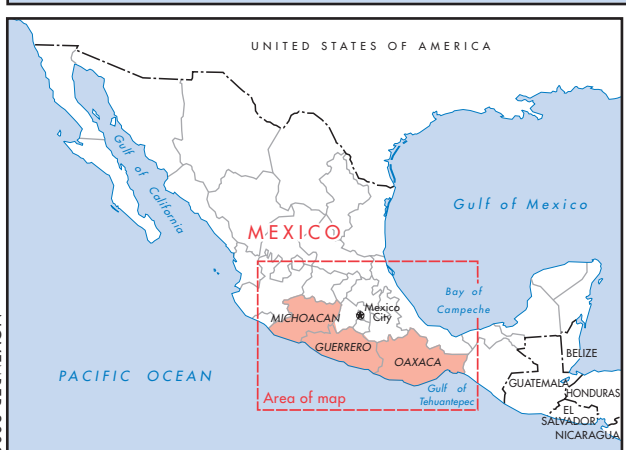 UNITED STATES OF AMERICA
Gulf of
California
Gulf of Mexico
MEXICO
Bay of
Campeche
Mexico
City
MICHOACAN
GUERRERO
OAXACA
BELIZE
PACIFIC OCEAN
Gulf of
Tehuantepec
GUATEMALA
HONDURAS
Area of map
EL
SALVADOR
NICARAGUA